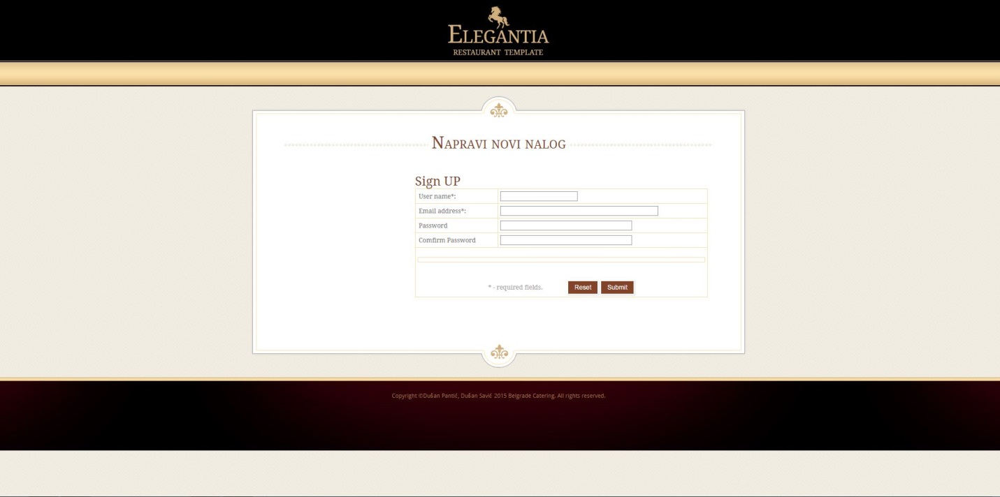 ELEGANTIA
RESTAURANT TEMPLATE
NAPRAVI NOVI NALOG
Sign UP
User name*:
Email address*:
Password
Comfirm Password
* - required fields. Reset Submit
Copyright ©Dušan Pantić, Dušan Savić 2015 Belgrade Catering. All rights reserved.